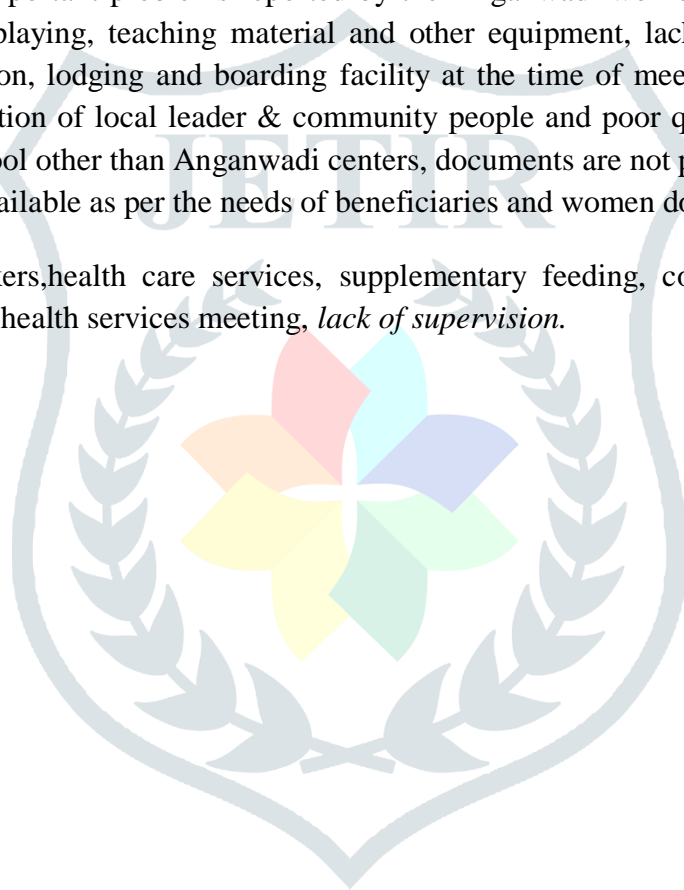 playing, teaching material and other equipment, lack
on, lodging and boarding facility at the time of mee
tion of local leader & community people and poor q
ool other than Anganwadi centers, documents are not p
ailable as per the needs of beneficiaries and women do
JETIR
kers,health care services, supplementary feeding, co
health services meeting, lack of supervision.